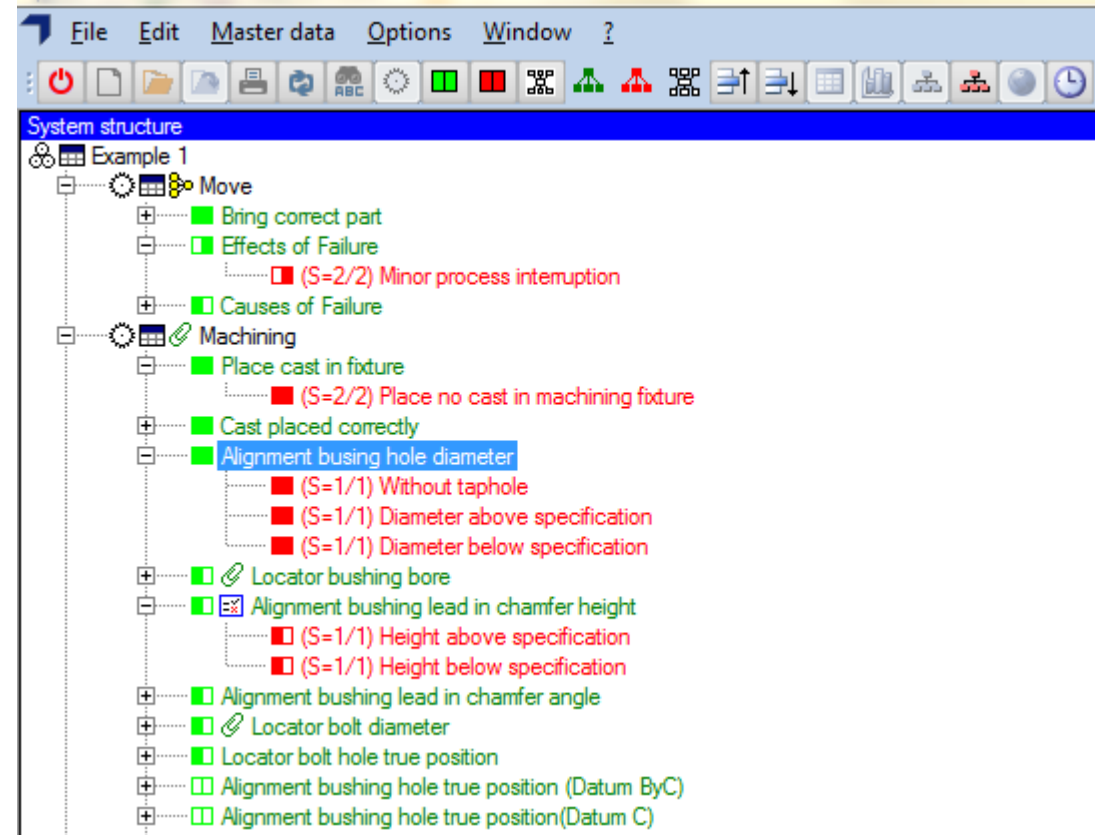 File Edit Master data Options Window ?
ABC
System structure
Example 1
Move
Bring correct part
Effects of Failure
(S=2/2) Minor process interruption
Causes of Failure
Machining
Place cast in fixture
(S=2/2) Place no cast in machining fixture
Cast placed correctly
Alignment busing hole diameter
(S=1/1) Without taphole
(S=1/1) Diameter above specification
(S=1/1) Diameter below specification
Locator bushing bore
Alignment bushing lead in chamfer height
(S=1/1) Height above specification
(S=1/1) Height below specification
Alignment bushing lead in chamfer angle
Locator bolt diameter
Locator bolt hole true position
Alignment bushing hole true position (Datum ByC)
Alignment bushing hole true position(Datum C)